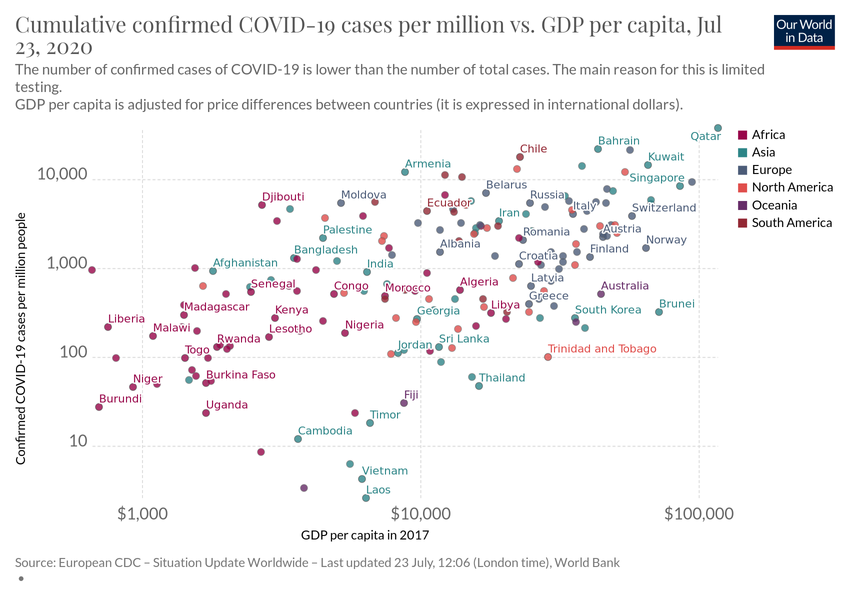 Cumulative confirmed COVID-19 cases per million vs. GDP per capita, Jul
23, 2020
Our World
in Data
The number of confirmed cases of COVID-19 is lower than the number of total cases. The main reason for this is limited
testing.
GDP per capita is adjusted for price differences between countries (it is expressed in international dollars).
Africa
Asia
Europe
North America
Oceania
South America
Confirmed COVID-19 cases per million people
10,000
1,000
100
10
Qatar
Bahrain
Chile
Kuwait
Armenia
Singapore
Belarus
Djibouti
Moldova
Russia
Ecuador
Iran
Italy
Switzerland
Palestine
Romania
Austria
Albania
Norway
Bangladesh
Croatia
Finland
Afghanistan
India
Latvia
Senegal
Congo
Morocco
Algeria
Australia
Greece
Madagascar
Kenya
Georgia
Libya
South Korea
Brunei
Liberia
Malawi
Lesotho
Nigeria
Rwanda
Sri Lanka
Togo
Jordan
Trinidad and Tobago
Niger
Burkina Faso
Thailand
Burundi
Uganda
Fiji
Timor
Cambodia
Vietnam
Laos
$1,000
$10,000
$100,000
GDP per capita in 2017
Source: European CDC – Situation Update Worldwide – Last updated 23 July, 12:06 (London time), World Bank